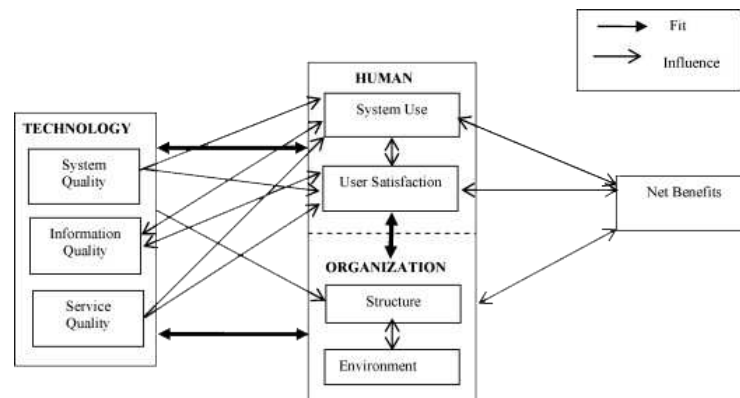 Fit
Influence
HUMAN
System Use
User Satisfaction
TECHNOLOGY
System
Quality
Information
Quality
Service
Quality
ORGANIZATION
Structure
Environment
Net Benefits